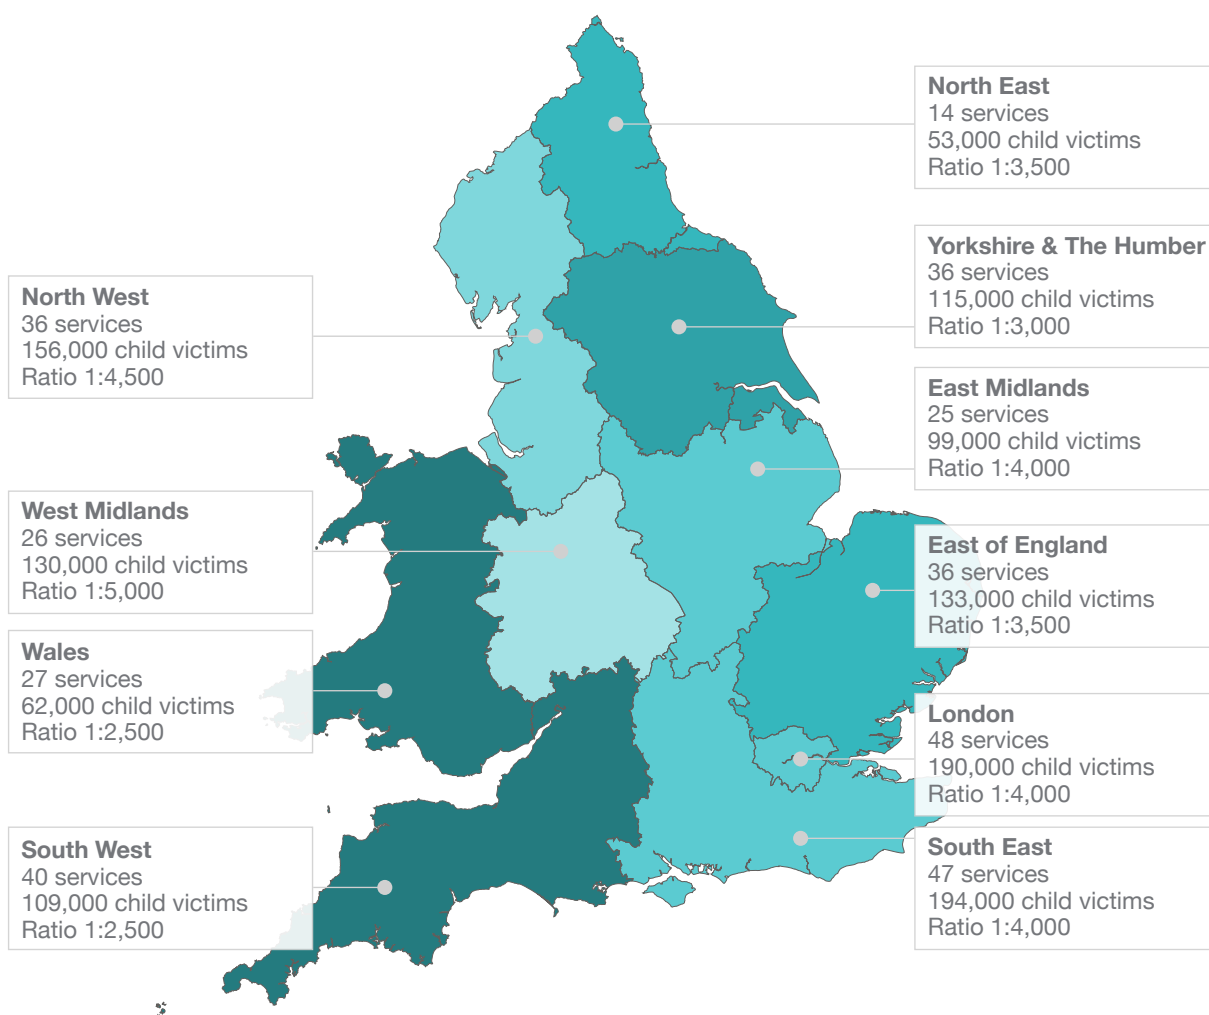 North East
14 services
53,000 child victims
Ratio 1:3,500
Yorkshire & The Humber
36 services
115,000 child victims
Ratio 1:3,000
North West
36 services
156,000 child victims
Ratio 1:4,500
East Midlands
25 services
99,000 child victims
Ratio 1:4,000
West Midlands
26 services
130,000 child victims
Ratio 1:5,000
East of England
36 services
133,000 child victims
Ratio 1:3,500
Wales
27 services
62,000 child victims
Ratio 1:2,500
London
48 services
190,000 child victims
Ratio 1:4,000
South West
40 services
109,000 child victims
Ratio 1:2,500
South East
47 services
194,000 child victims
Ratio 1:4,000